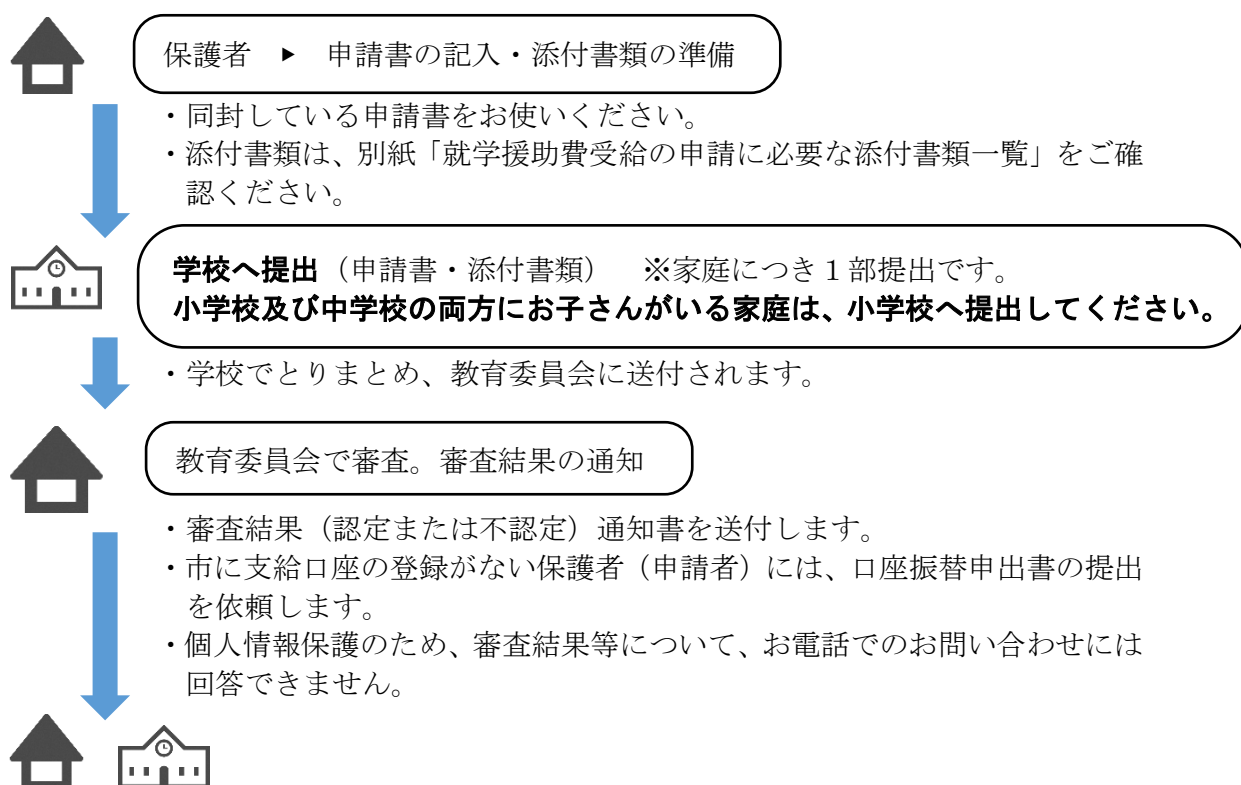 保護者　▶　申請書の記入・添付書類の準備
・同封している申請書をお使いください。
・添付書類は、別紙「就学援助費受給の申請に必要な添付書類一覧」をご確
認ください。
学校へ提出（申請書・添付書類）　※家庭につき１部提出です。
小学校及び中学校の両方にお子さんがいる家庭は、小学校へ提出してください。
・学校でとりまとめ、教育委員会に送付されます。
教育委員会で審査。審査結果の通知
・審査結果（認定または不認定）通知書を送付します。
・市に支給口座の登録がない保護者（申請者）には、口座振替申出書の提出
を依頼します。
・個人情報保護のため、審査結果等について、お電話でのお問い合わせには
回答できません。